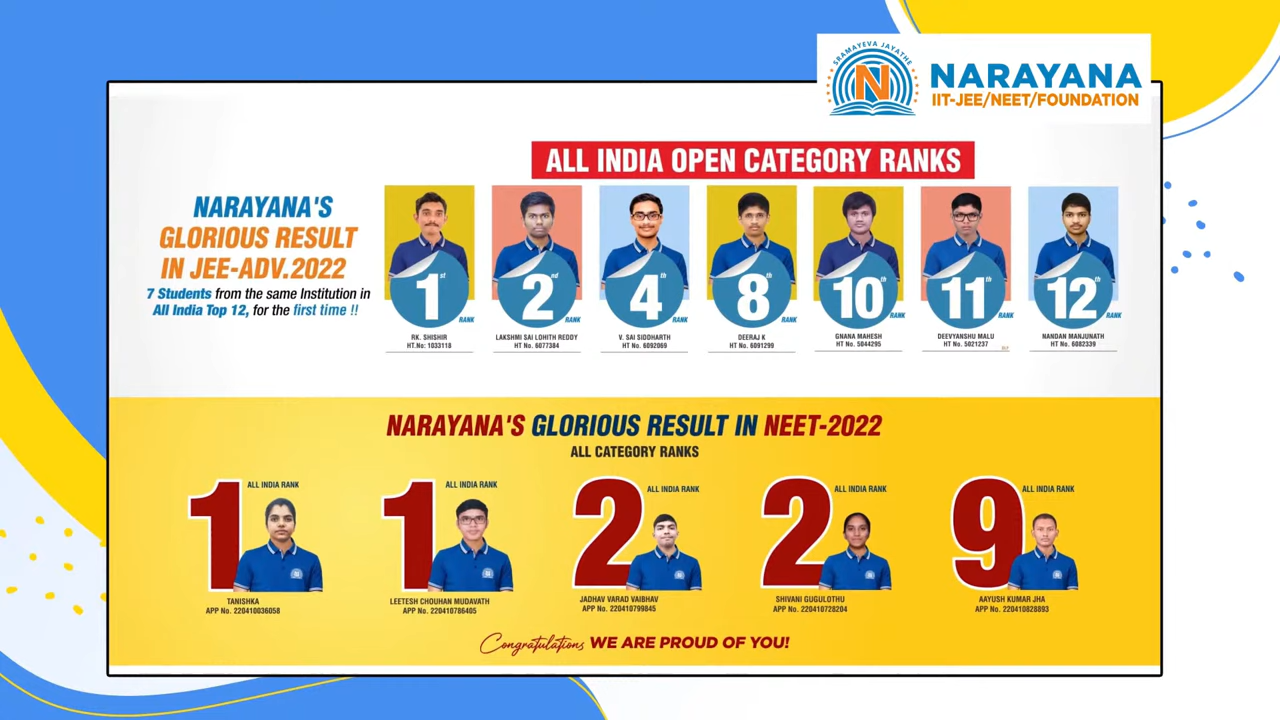 SRAMAYEVA JAYATHE
N
NARAYANA
IIT-JEE/NEET/FOUNDATION
ALL INDIA OPEN CATEGORY RANKS
NARAYANA'S
GLORIOUS RESULT
IN JEE-ADV.2022
7 Students from the same Institution in
All India Top 12, for the first time !!
1st RANK
RK. SHISHIR
HT.No: 1033118
2nd RANK
LAKSHMI SAI LOHITH REDDY
HT No. 6077384
4th RANK
V. SAI SIDDHARTH
HT No. 6092069
8th RANK
DEERAJ K
HT No. 6091299
10th RANK
GNANA MAHESH
HT No. 5044295
11th RANK
DEEVYANSHU MALU
HT No. 5021237
12th RANK
NANDAN MANJUNATH
HT No. 6082339
NARAYANA'S GLORIOUS RESULT IN NEET-2022
ALL CATEGORY RANKS
1 ALL INDIA RANK
TANISHKA
APP No. 220410036058
1 ALL INDIA RANK
LEETESH CHOUHAN MUDAVATH
APP No. 220410786405
2 ALL INDIA RANK
JADHAV VARAD VAIBHAV
APP No. 220410799845
2 ALL INDIA RANK
SHIVANI GUGULOTHU
APP No. 220410728204
9 ALL INDIA RANK
AAYUSH KUMAR JHA
APP No. 220410828893
Congratulations WE ARE PROUD OF YOU!